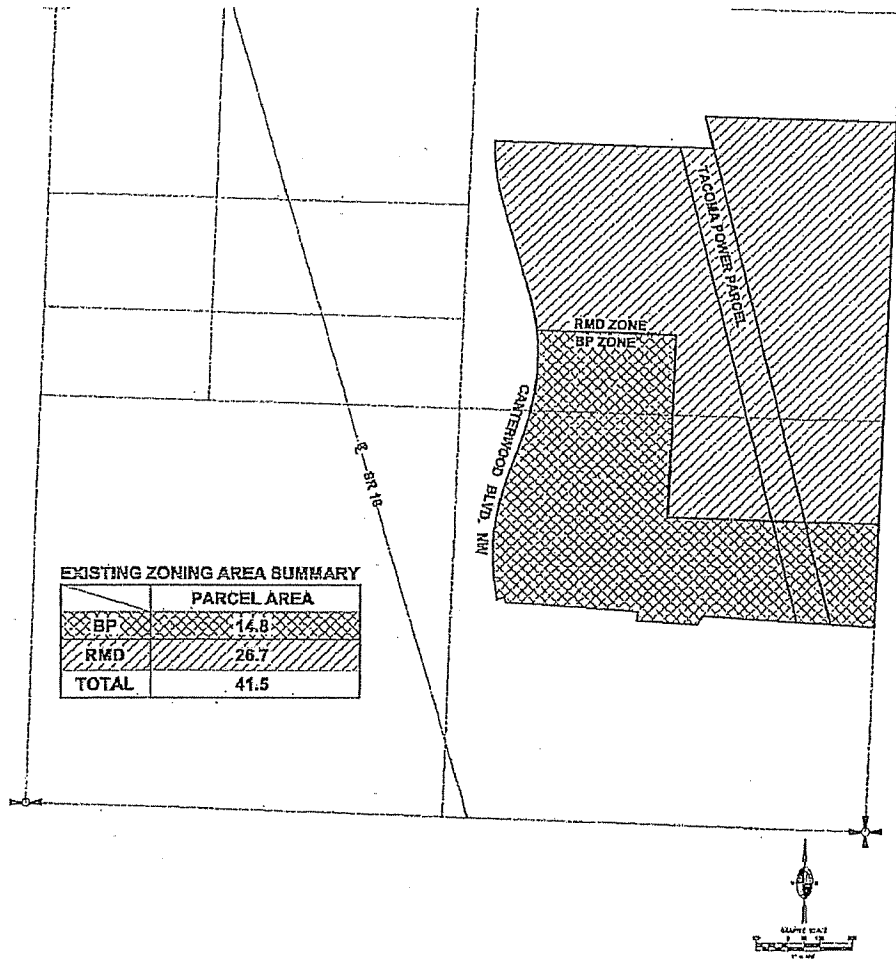 TACOMA POWER PARCEL
RMD ZONE
BP ZONE
CANTERWOOD BLVD. NW
SR 16
EXISTING ZONING AREA SUMMARY
PARCEL AREA
BP 14.8
RMD 26.7
TOTAL 41.5
GRAPHIC SCALE